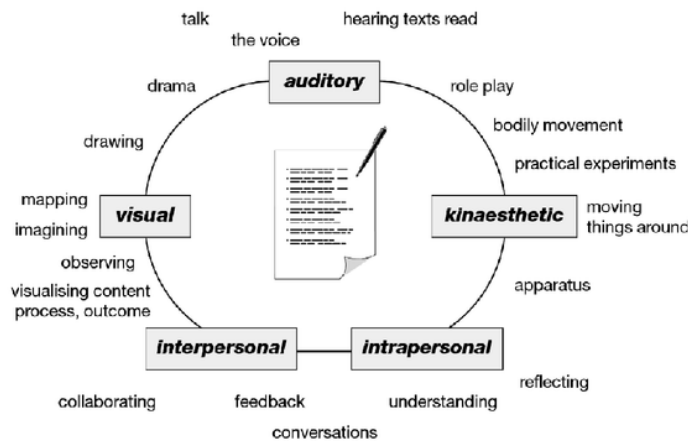 talk
hearing texts read
the voice
auditory
drama
role play
bodily movement
drawing
practical experiments
mapping
visual
kinaesthetic
moving
things around
imagining
observing
visualising content
process, outcome
apparatus
interpersonal
intrapersonal
reflecting
collaborating
feedback
understanding
conversations